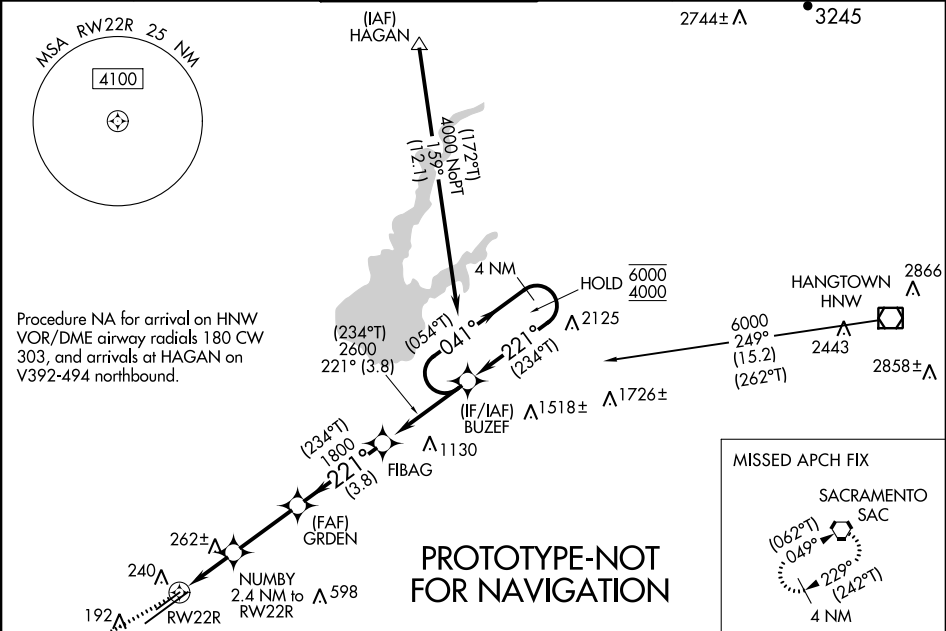 MSA RW22R 25 NM
4100
(IAF)
HAGAN
2744±
3245
(172°T)
4000 NoPT
159°
(12.1)
4 NM
HOLD
6000
4000
HANGTOWN
HNW
2866
Procedure NA for arrival on HNW
VOR/DME airway radials 180 CW
303, and arrivals at HAGAN on
V392-494 northbound.
(234°T)
2600
221° (3.8)
(054°T)
041°
221°
(234°T)
2125
6000
249°
(15.2)
(262°T)
2443
2858±
(IF/IAF)
BUZEF
1518±
1726±
1130
FIBAG
(234°T)
1800
221°
(3.8)
(FAF)
GRDEN
262±
240
NUMBY
2.4 NM to
RW22R
598
192
RW22R
PROTOTYPE-NOT
FOR NAVIGATION
MISSED APCH FIX
SACRAMENTO
SAC
(062°T)
049°
229°
(242°T)
4 NM